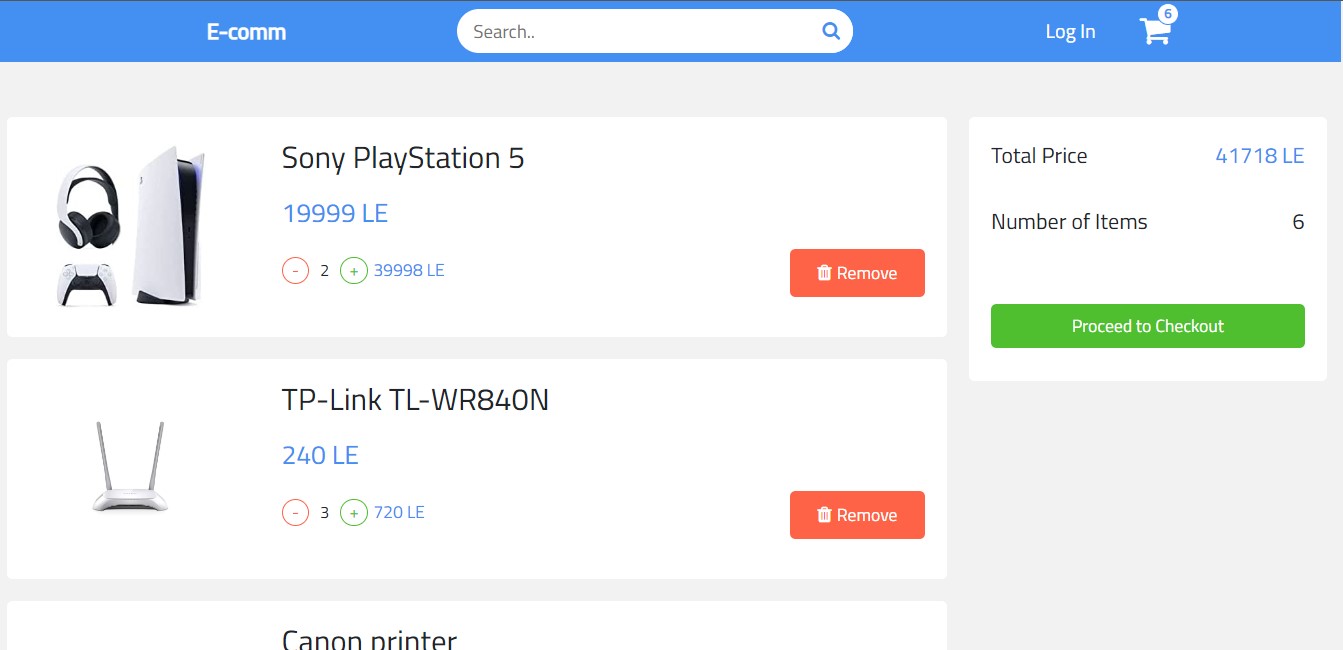 E-comm
Search..
Log In
6
Sony PlayStation 5
19999 LE
- 2 + 39998 LE
Remove
TP-Link TL-WR840N
240 LE
- 3 + 720 LE
Remove
Canon printer
Total Price 41718 LE
Number of Items 6
Proceed to Checkout